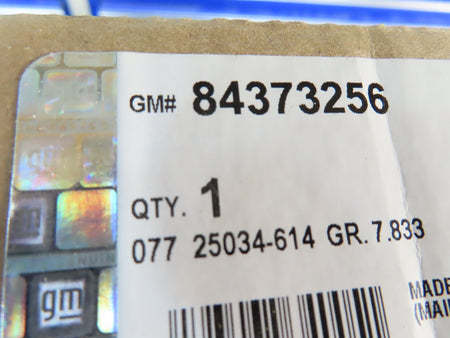 GM# 84373256
QTY. 1
077 25034-614 GR. 7.833
MADE
(MAI
gm